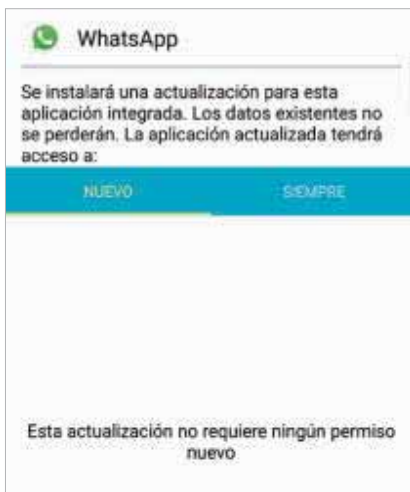 WhatsApp
Se instalará una actualización para esta
aplicación integrada. Los datos existentes no
se perderán. La aplicación actualizada tendrá
acceso a:
NUEVO SIEMPRE
Esta actualización no requiere ningún permiso
nuevo